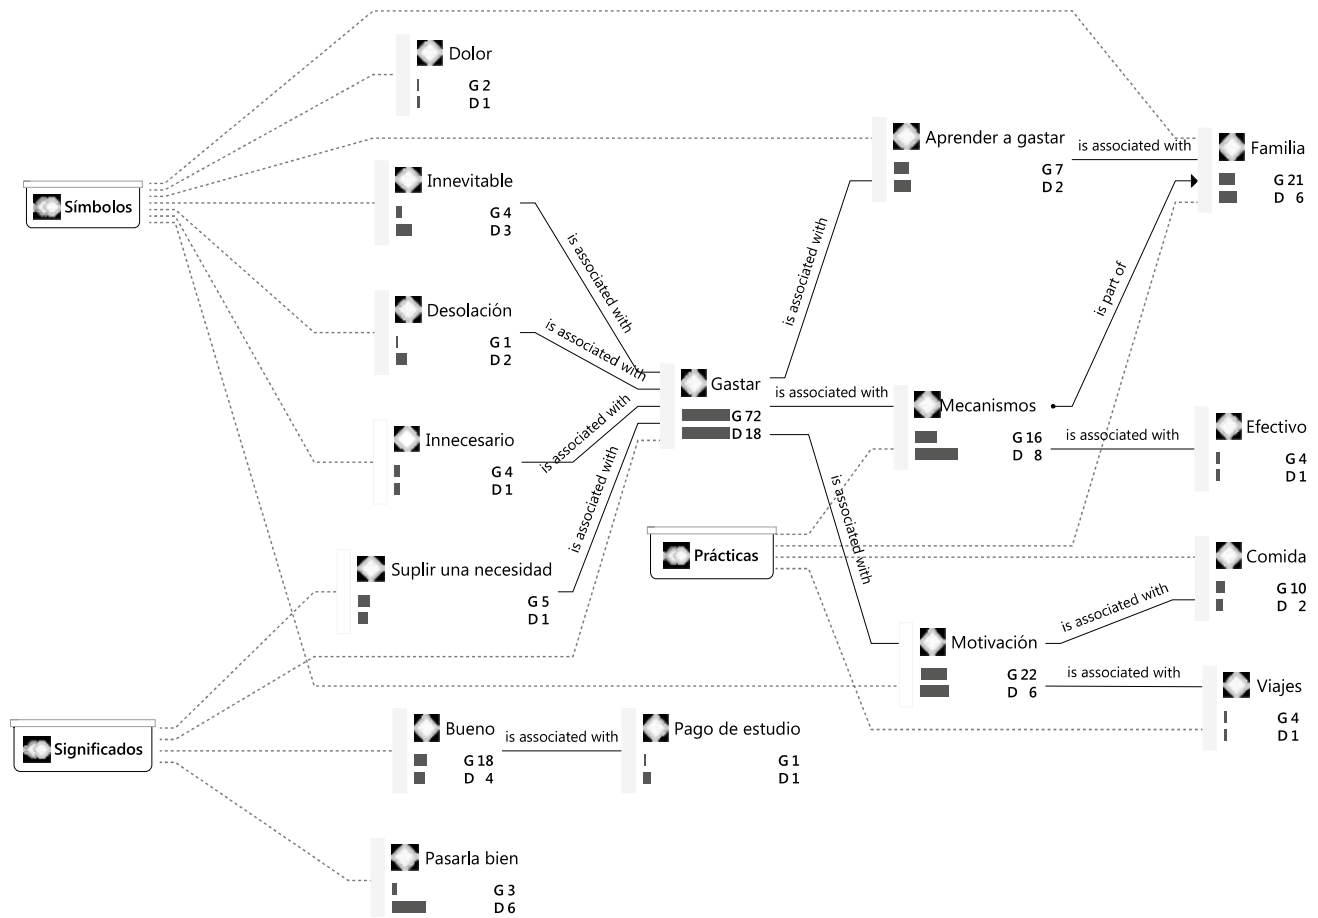 Dolor
G 2
D 1
Aprender a gastar
G 7
D 2
is associated with
Familia
G 21
D 6
Símbolos
Innevitable
G 4
D 3
is associated with
is associated with
is part of
Desolación
G 1
D 2
is associated with
Gastar
G 72
D 18
is associated with
Mecanismos
G 16
D 8
is associated with
Efectivo
G 4
D 1
Innecesario
G 4
D 1
is associated with
is associated with
is associated with
Prácticas
Comida
G 10
D 2
Suplir una necesidad
G 5
D 1
Motivación
G 22
D 6
is associated with
is associated with
Viajes
G 4
D 1
Significados
Bueno
G 18
D 4
is associated with
Pago de estudio
G 1
D 1
Pasarla bien
G 3
D 6